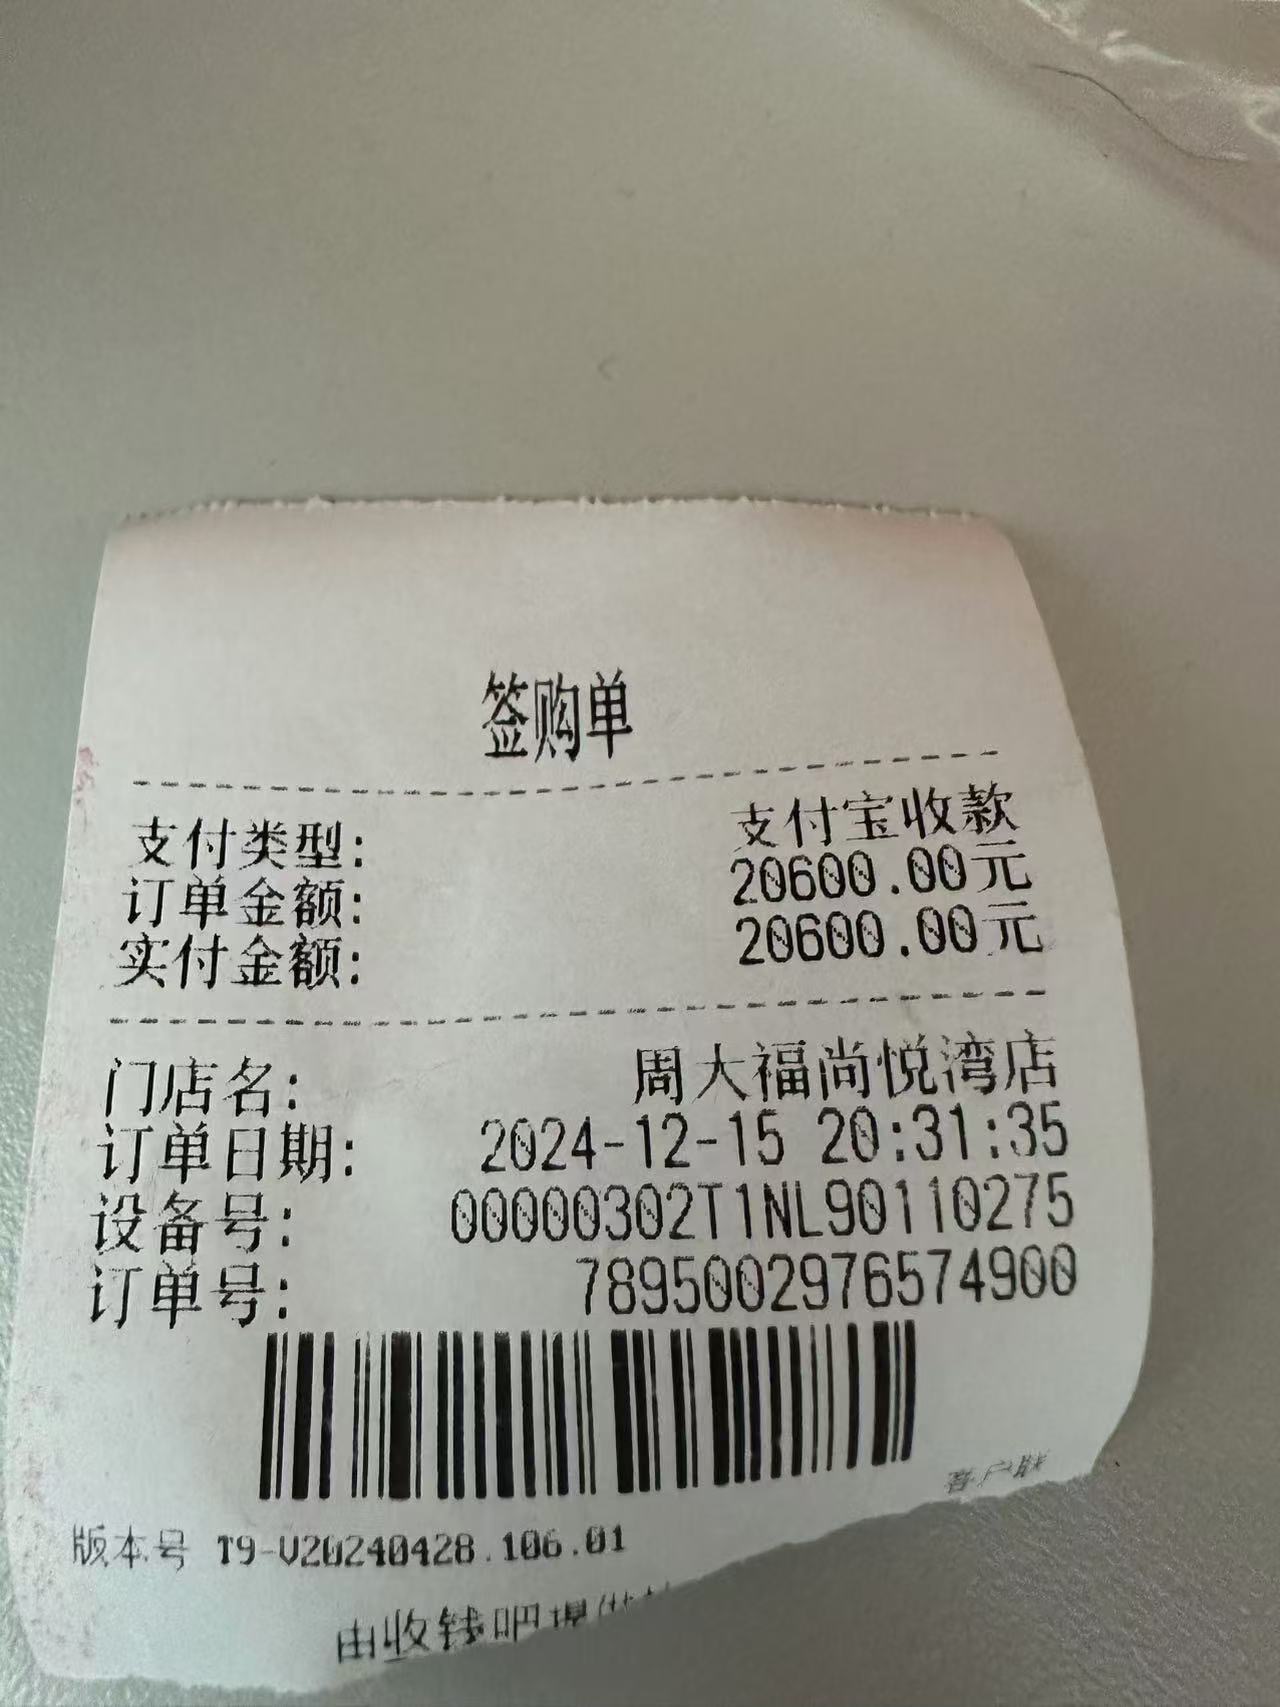 签购单
支付类型: 支付宝收款
订单金额: 20600.00元
实付金额: 20600.00元
门店名: 周大福尚悦湾店
订单日期: 2024-12-15 20:31:35
设备号: 00000302T1NL90110275
订单号: 7895002976574900
客户联
版本号 T9-V20240428.106.01
由收钱吧提供